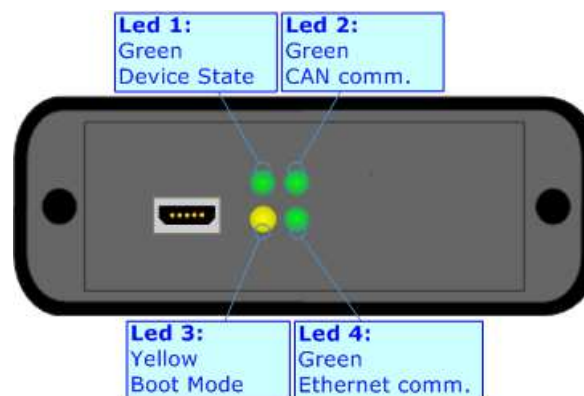 Led 1:
Green
Device State
Led 2:
Green
CAN comm.
Led 3:
Yellow
Boot Mode
Led 4:
Green
Ethernet comm.